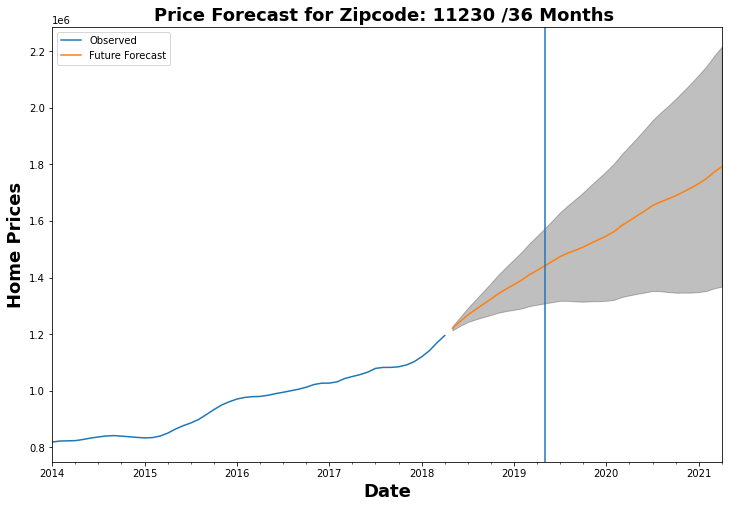 Price Forecast for Zipcode: 11230 /36 Months
1e6
Observed
Future Forecast
2.2
2.0
1.8
1.6
1.4
1.2
1.0
0.8
Home Prices
2014 2015 2016 2017 2018 2019 2020 2021
Date